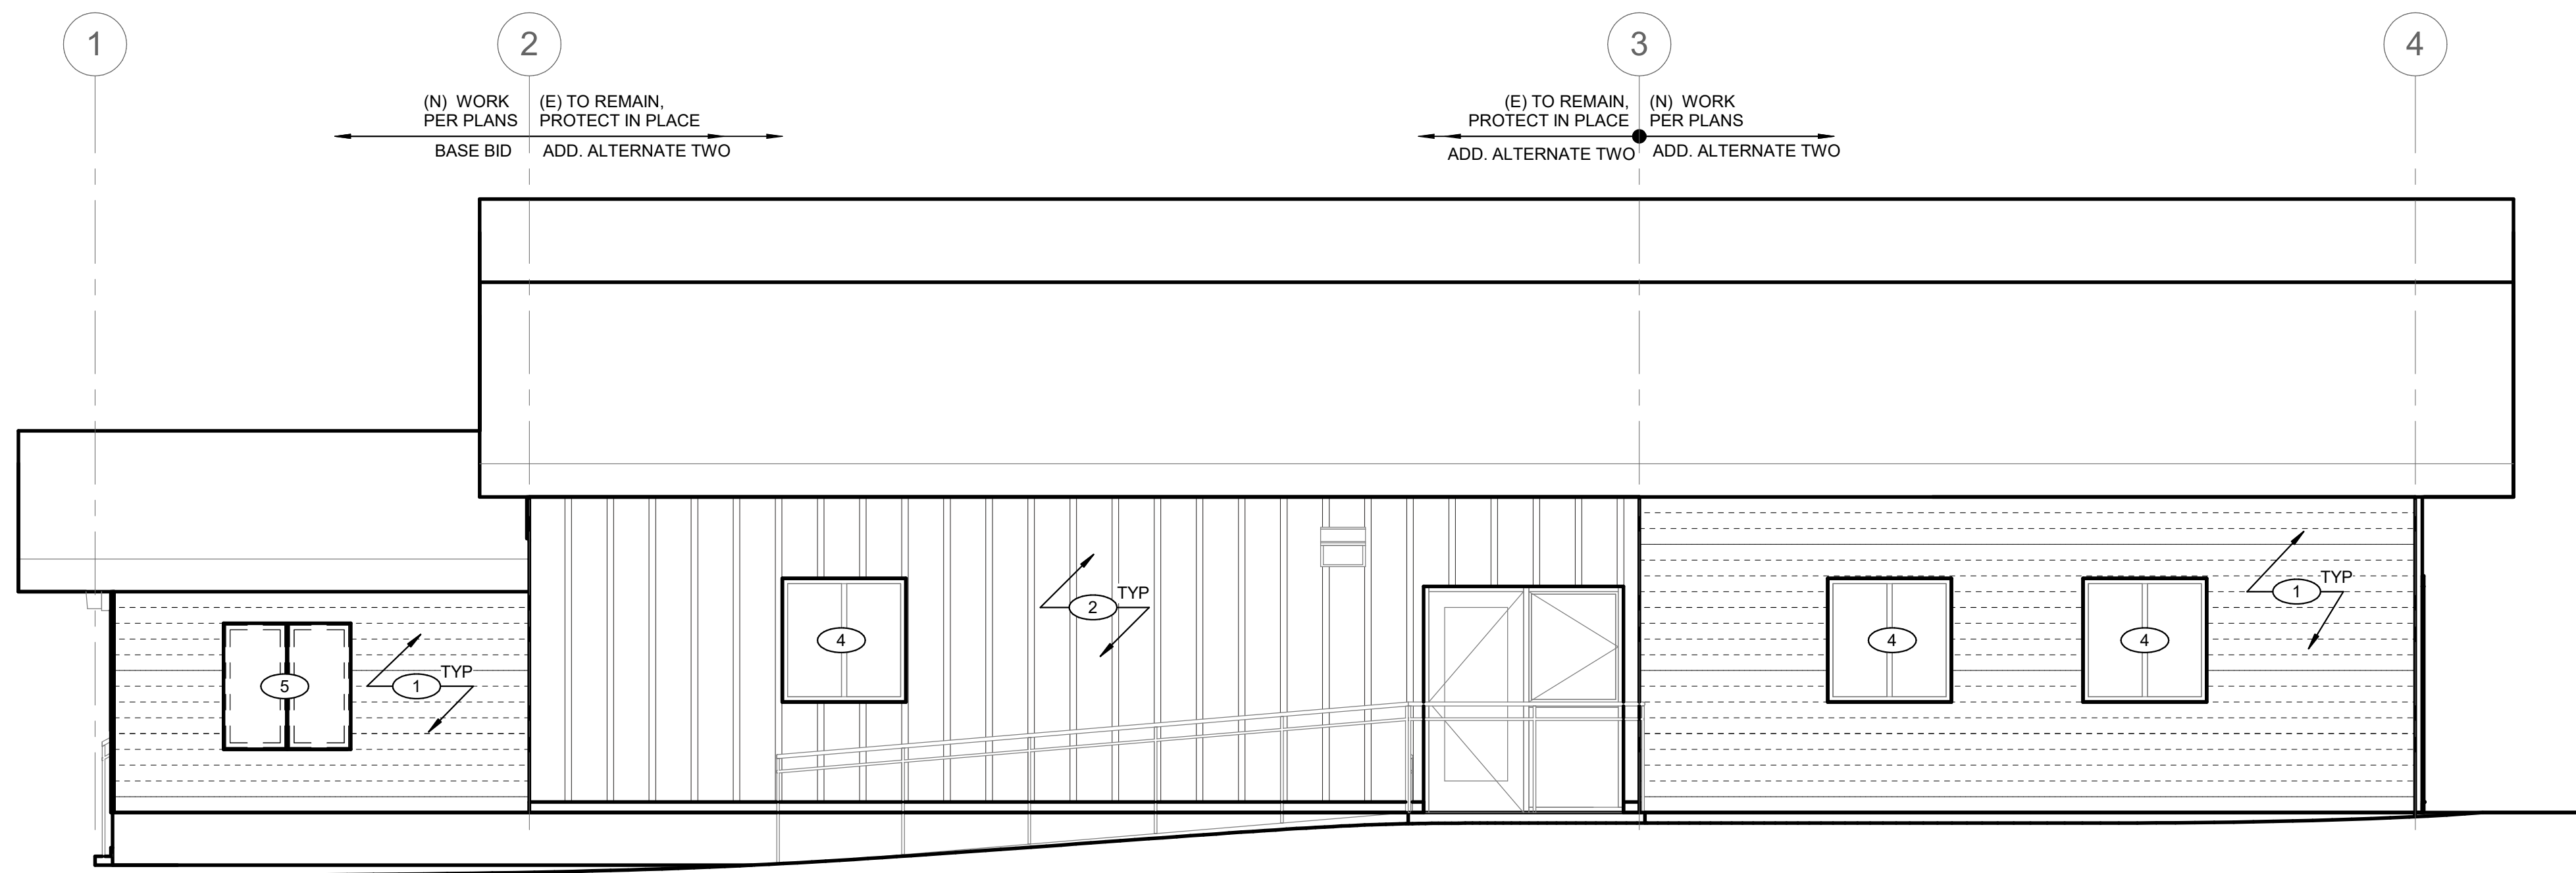 1
2
3
4
(N) WORK
PER PLANS
(E) TO REMAIN,
PROTECT IN PLACE
BASE BID
ADD. ALTERNATE TWO
(E) TO REMAIN,
PROTECT IN PLACE
(N) WORK
PER PLANS
ADD. ALTERNATE TWO
ADD. ALTERNATE TWO
5
1
TYP
4
2
TYP
4
4
1
TYP